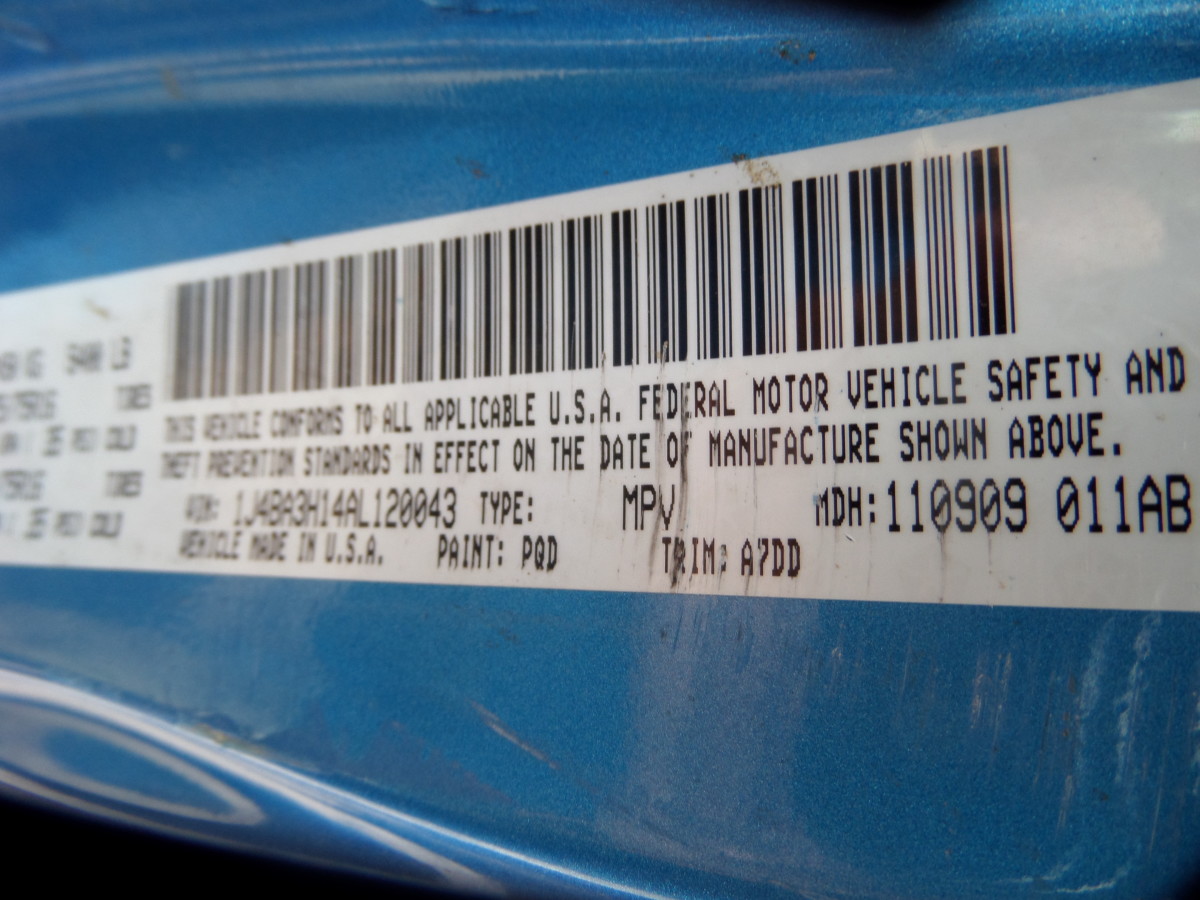 THIS VEHICLE CONFORMS TO ALL APPLICABLE U.S.A. FEDERAL MOTOR VEHICLE SAFETY AND
THEFT PREVENTION STANDARDS IN EFFECT ON THE DATE OF MANUFACTURE SHOWN ABOVE.
VIN: 1J4BA3H14AL120043 TYPE: MPV MDH: 110909 011AB
VEHICLE MADE IN U.S.A. PAINT: PQD TRIM: A7DD